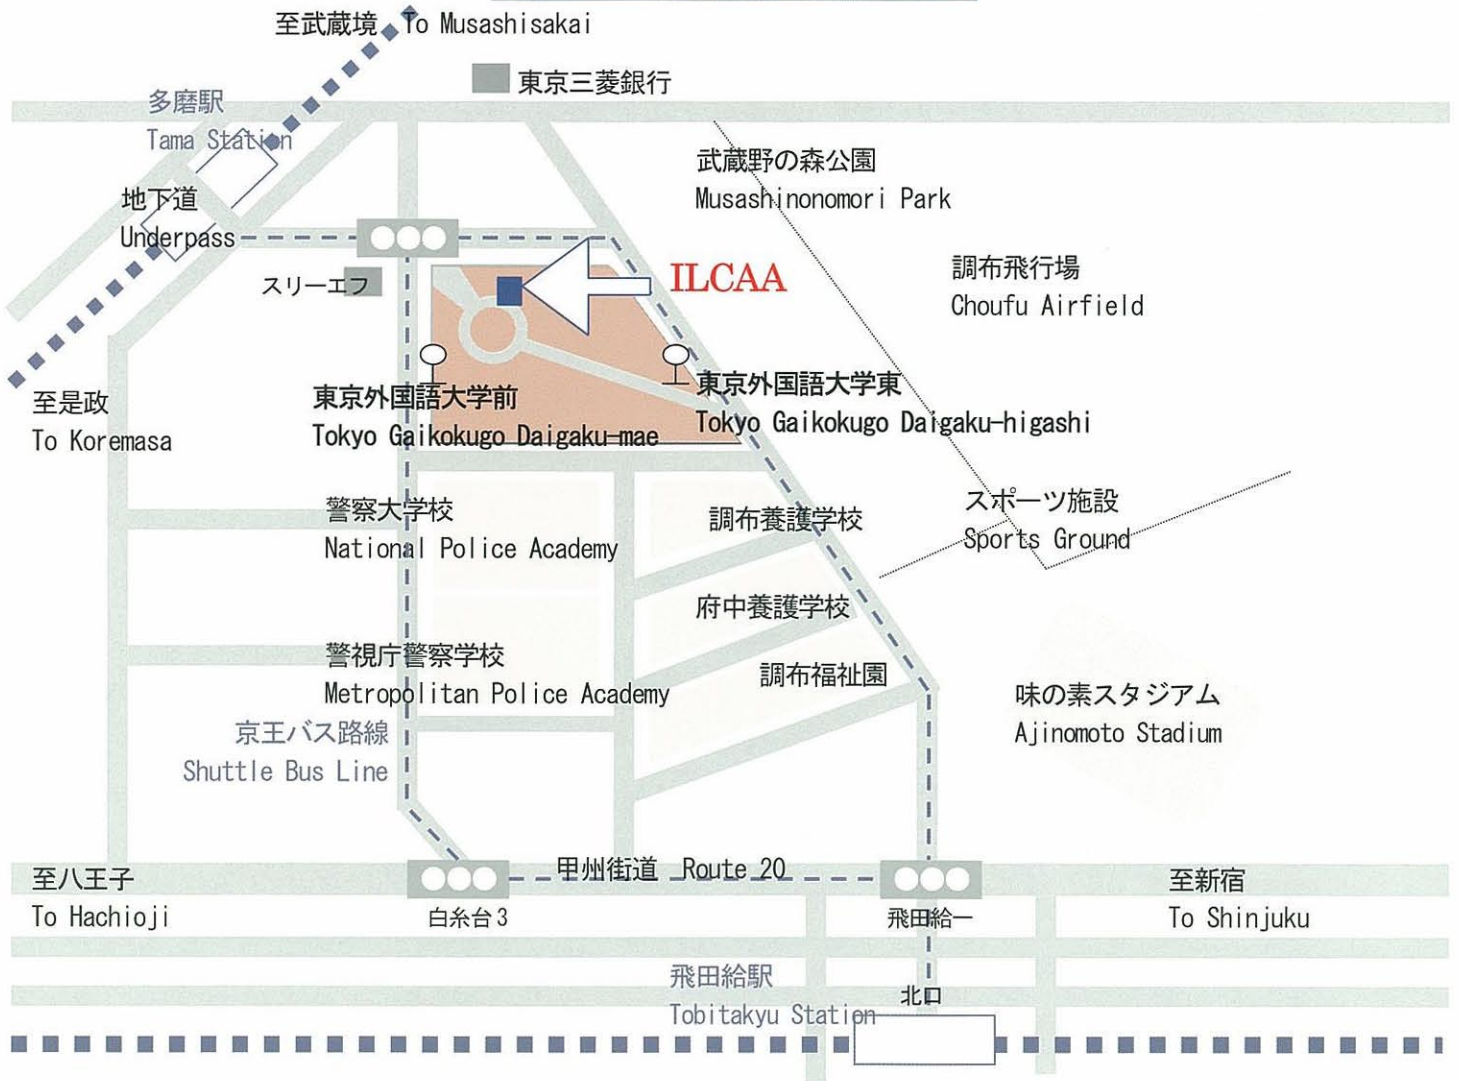 至武蔵境 To Musashisakai
東京三菱銀行
多磨駅
Tama Station
武蔵野の森公園
Musashinonomori Park
地下道
Underpass
スリーエフ
ILCAA
調布飛行場
Choufu Airfield
至是政
To Koremasa
東京外国語大学前
Tokyo Gaikokugo Daigaku-mae
東京外国語大学東
Tokyo Gaikokugo Daigaku-higashi
警察大学校
National Police Academy
調布養護学校
スポーツ施設
Sports Ground
府中養護学校
警視庁警察学校
Metropolitan Police Academy
調布福祉園
味の素スタジアム
Ajinomoto Stadium
京王バス路線
Shuttle Bus Line
甲州街道 Route 20
至八王子
To Hachioji
白糸台3
飛田給一
至新宿
To Shinjuku
飛田給駅
Tobitakyu Station
北口